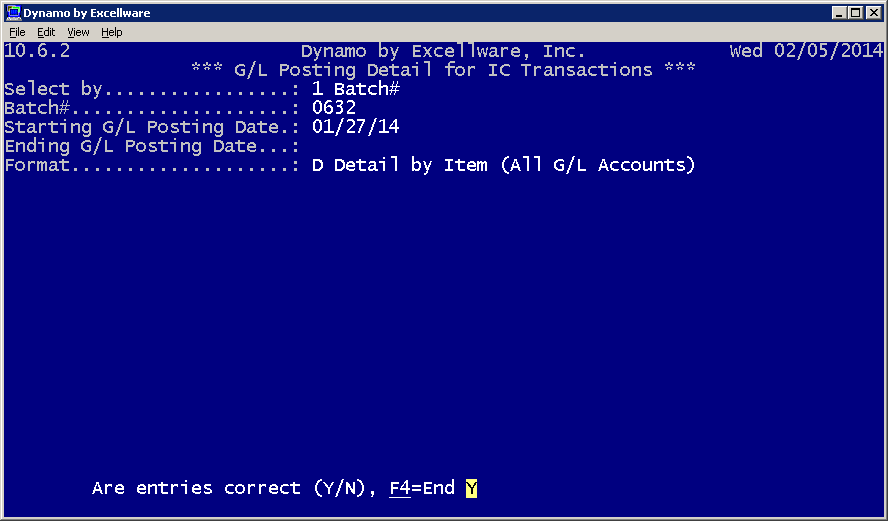 Dynamo by Excellware
File Edit View Help
10.6.2 Dynamo by Excellware, Inc. Wed 02/05/2014
*** G/L Posting Detail for IC Transactions ***
Select by.................: 1 Batch#
Batch#....................: 0632
Starting G/L Posting Date.: 01/27/14
Ending G/L Posting Date...:
Format....................: D Detail by Item (All G/L Accounts)
Are entries correct (Y/N), F4=End Y